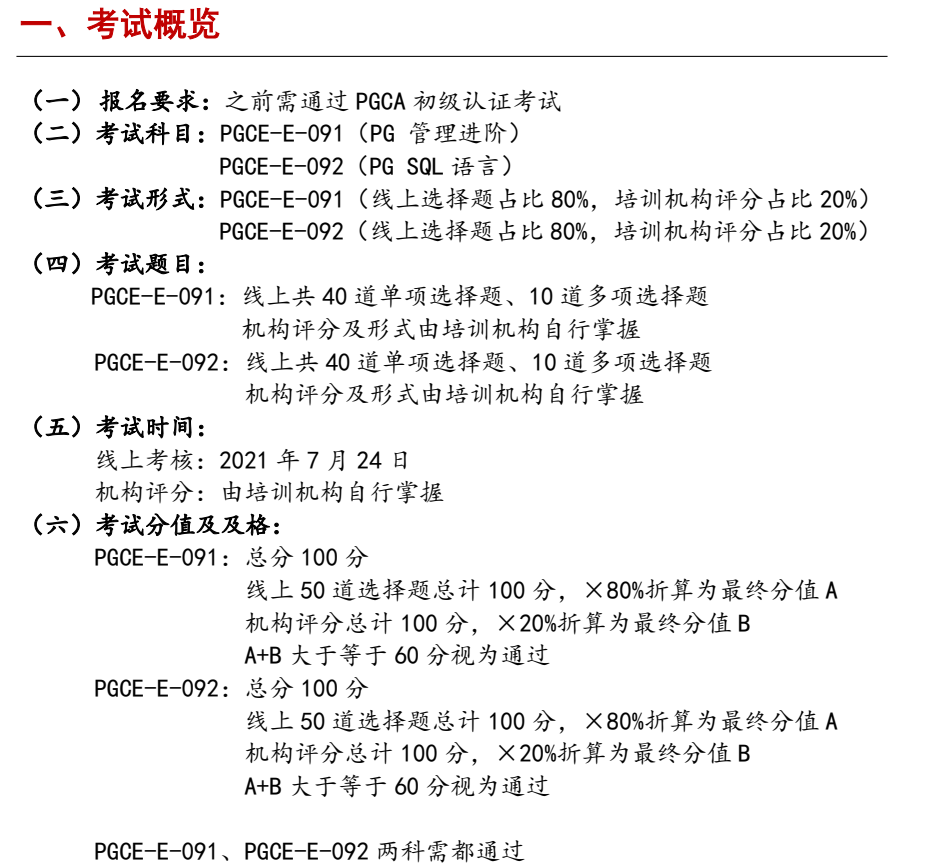 一、考试概览
（一）报名要求：之前需通过 PGCA 初级认证考试
（二）考试科目：PGCE-E-091（PG 管理进阶）
PGCE-E-092（PG SQL 语言）
（三）考试形式：PGCE-E-091（线上选择题占比 80%，培训机构评分占比 20%）
PGCE-E-092（线上选择题占比 80%，培训机构评分占比 20%）
（四）考试题目：
PGCE-E-091：线上共 40 道单项选择题、10 道多项选择题
机构评分及形式由培训机构自行掌握
PGCE-E-092：线上共 40 道单项选择题、10 道多项选择题
机构评分及形式由培训机构自行掌握
（五）考试时间：
线上考核：2021 年 7 月 24 日
机构评分：由培训机构自行掌握
（六）考试分值及及格：
PGCE-E-091：总分 100 分
线上 50 道选择题总计 100 分，×80%折算为最终分值 A
机构评分总计 100 分，×20%折算为最终分值 B
A+B 大于等于 60 分视为通过
PGCE-E-092：总分 100 分
线上 50 道选择题总计 100 分，×80%折算为最终分值 A
机构评分总计 100 分，×20%折算为最终分值 B
A+B 大于等于 60 分视为通过
PGCE-E-091、PGCE-E-092 两科需都通过